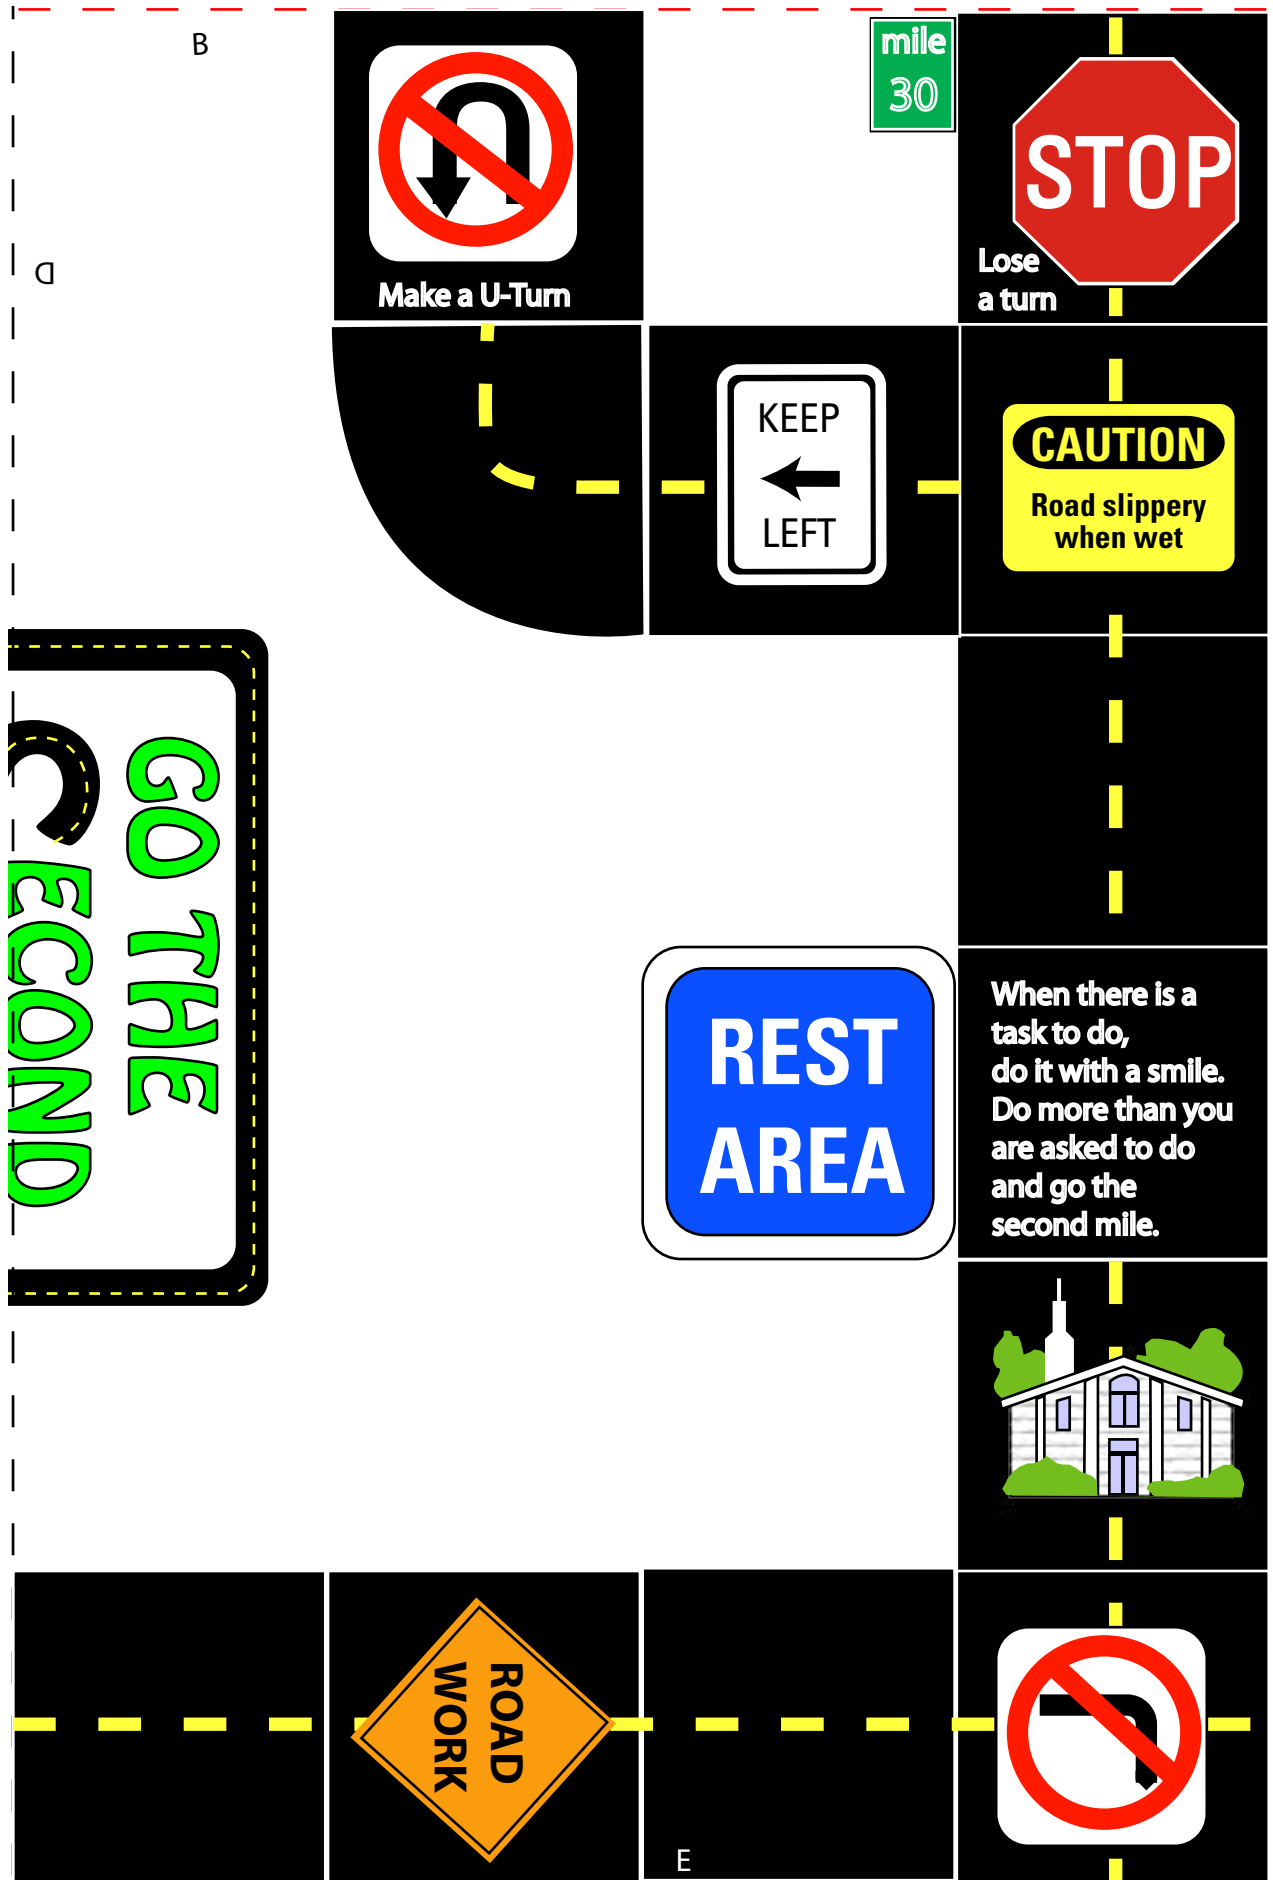 B
mile
30
STOP
Lose
a turn
D
Make a U-Turn
KEEP
LEFT
CAUTION
Road slippery
when wet
GO THE
ECOND
REST
AREA
When there is a
task to do,
do it with a smile.
Do more than you
are asked to do
and go the
second mile.
ROAD
WORK
E